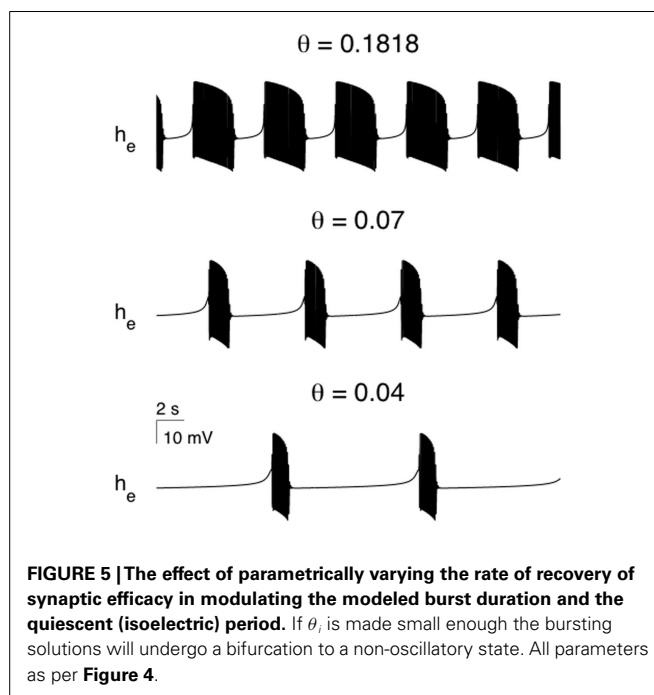 θ = 0.1818
h_e
θ = 0.07
h_e
θ = 0.04
2 s
10 mV
h_e
FIGURE 5 | The effect of parametrically varying the rate of recovery of
synaptic efficacy in modulating the modeled burst duration and the
quiescent (isoelectric) period. If θ_i is made small enough the bursting
solutions will undergo a bifurcation to a non-oscillatory state. All parameters
as per Figure 4.